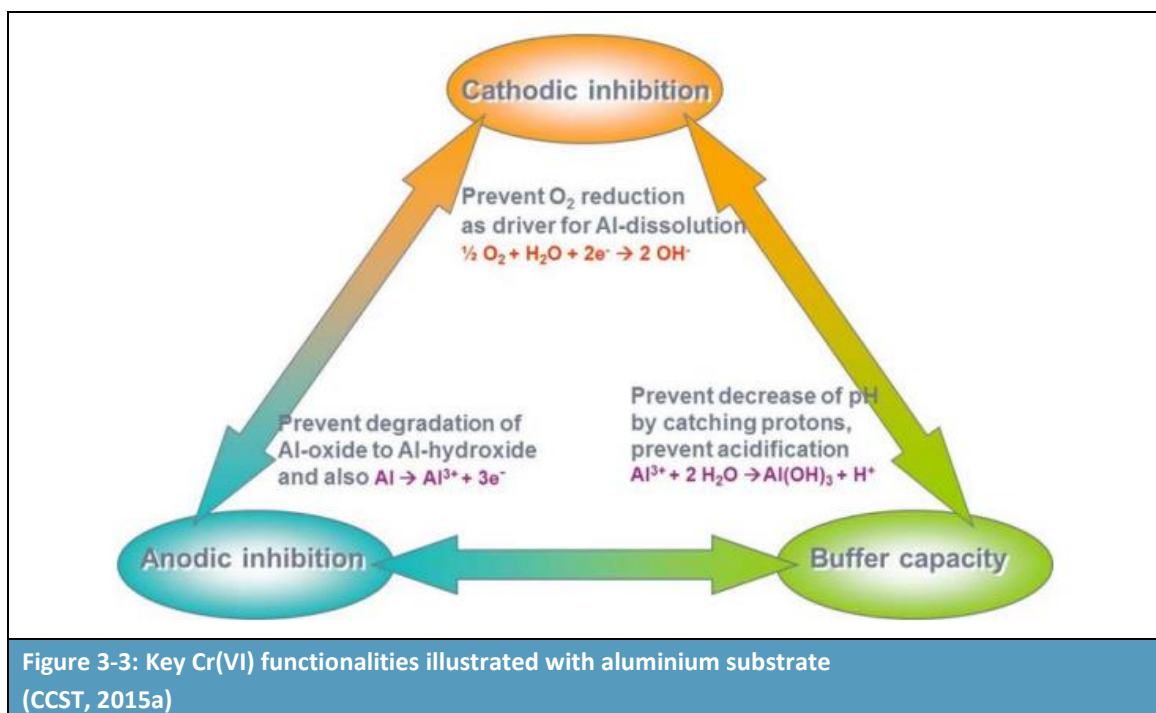 Cathodic inhibition
Prevent O₂ reduction
as driver for Al-dissolution
½ O₂ + H₂O + 2e⁻ → 2 OH⁻
Prevent degradation of
Al-oxide to Al-hydroxide
and also Al → Al³⁺ + 3e⁻
Prevent decrease of pH
by catching protons,
prevent acidification
Al³⁺ + 2 H₂O →Al(OH)₃ + H⁺
Anodic inhibition
Buffer capacity
Figure 3-3: Key Cr(VI) functionalities illustrated with aluminium substrate
(CCST, 2015a)